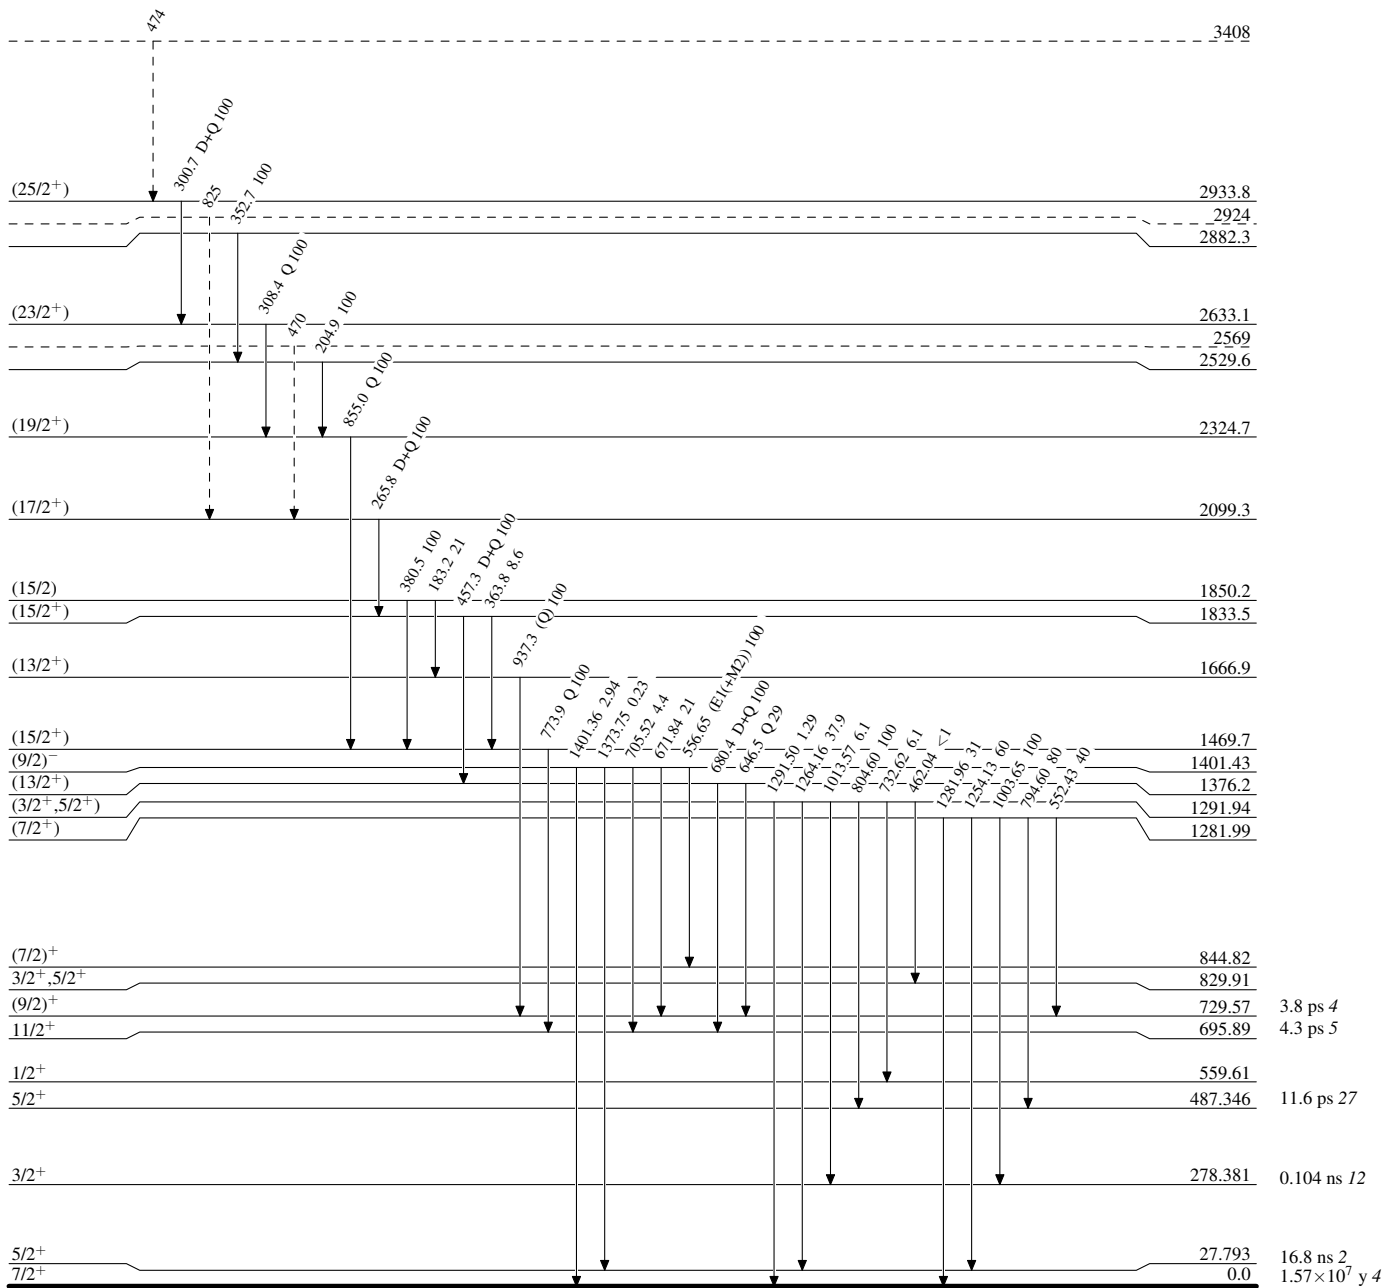 474
3408
300.7 D+Q 100
(25/2⁺) 2933.8
825
2924
352.7 100
2882.3
308.4 Q 100
(23/2⁺) 2633.1
470
2569
204.9 100
2529.6
855.0 Q 100
(19/2⁺) 2324.7
265.8 D+Q 100
(17/2⁺) 2099.3
380.5 100
183.2 21
457.3 D+Q 100
363.8 8.6
(15/2) 1850.2
(15/2⁺) 1833.5
937.3 (Q) 100
(13/2⁺) 1666.9
773.9 Q 100
1401.36 2.94
1373.75 0.23
705.52 4.4
671.84 21
556.65 (E1(+M2)) 100
680.4 D+Q 100
646.5 Q 29
1291.50 1.29
1264.16 37.9
1013.57 6.1
804.60 100
732.62 6.1
462.04 <1
1281.96 31
1254.13 60
1003.65 100
794.60 80
552.43 40
(15/2⁺) 1469.7
(9/2)⁻ 1401.43
(13/2⁺) 1376.2
(3/2⁺,5/2⁺) 1291.94
(7/2⁺) 1281.99
(7/2)⁺ 844.82
3/2⁺,5/2⁺ 829.91
(9/2)⁺ 729.57 3.8 ps 4
11/2⁺ 695.89 4.3 ps 5
1/2⁺ 559.61
5/2⁺ 487.346 11.6 ps 27
3/2⁺ 278.381 0.104 ns 12
5/2⁺ 27.793 16.8 ns 2
7/2⁺ 0.0 1.57×10⁷ y 4